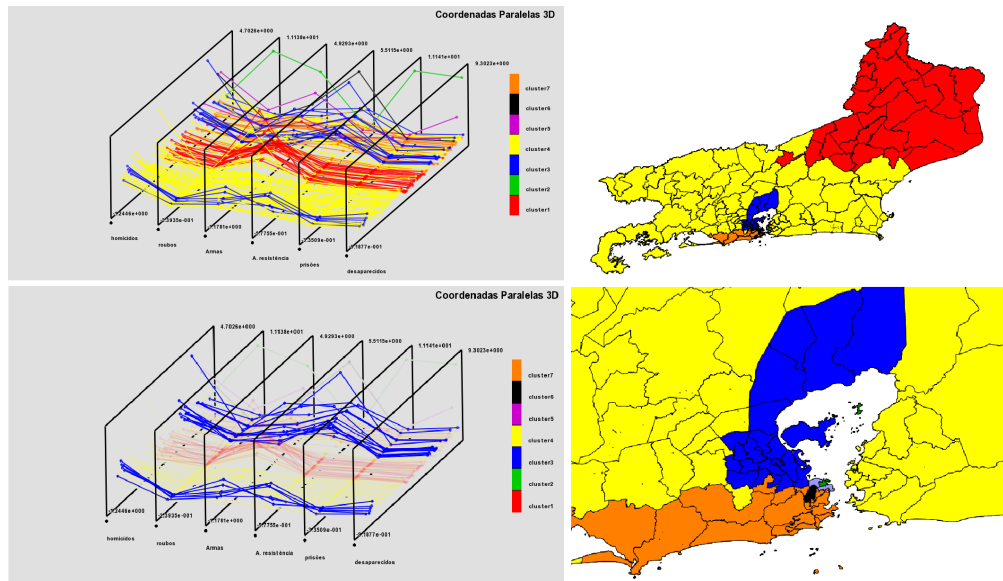 Coordenadas Paralelas 3D
4.7026e+000
1.1138e+001
4.9293e+000
5.5115e+000
1.1141e+001
9.3023e+000
cluster7
cluster6
cluster5
cluster4
cluster3
cluster2
cluster1
homicidos
roubos
Armas
A. resistência
prisões
desaparecidos
Coordenadas Paralelas 3D
4.7026e+000
1.1138e+001
4.9293e+000
5.5115e+000
1.1141e+001
9.3023e+000
cluster7
cluster6
cluster5
cluster4
cluster3
cluster2
cluster1
homicidos
roubos
Armas
A. resistência
prisões
desaparecidos